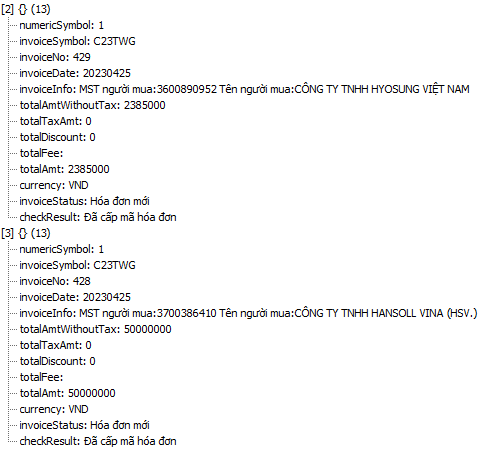 [2] {} (13)
numericSymbol: 1
invoiceSymbol: C23TWG
invoiceNo: 429
invoiceDate: 20230425
invoiceInfo: MST người mua:3600890952 Tên người mua:CÔNG TY TNHH HYOSUNG VIỆT NAM
totalAmtWithoutTax: 2385000
totalTaxAmt: 0
totalDiscount: 0
totalFee:
totalAmt: 2385000
currency: VND
invoiceStatus: Hóa đơn mới
checkResult: Đã cấp mã hóa đơn
[3] {} (13)
numericSymbol: 1
invoiceSymbol: C23TWG
invoiceNo: 428
invoiceDate: 20230425
invoiceInfo: MST người mua:3700386410 Tên người mua:CÔNG TY TNHH HANSOLL VINA (HSV.)
totalAmtWithoutTax: 50000000
totalTaxAmt: 0
totalDiscount: 0
totalFee:
totalAmt: 50000000
currency: VND
invoiceStatus: Hóa đơn mới
checkResult: Đã cấp mã hóa đơn